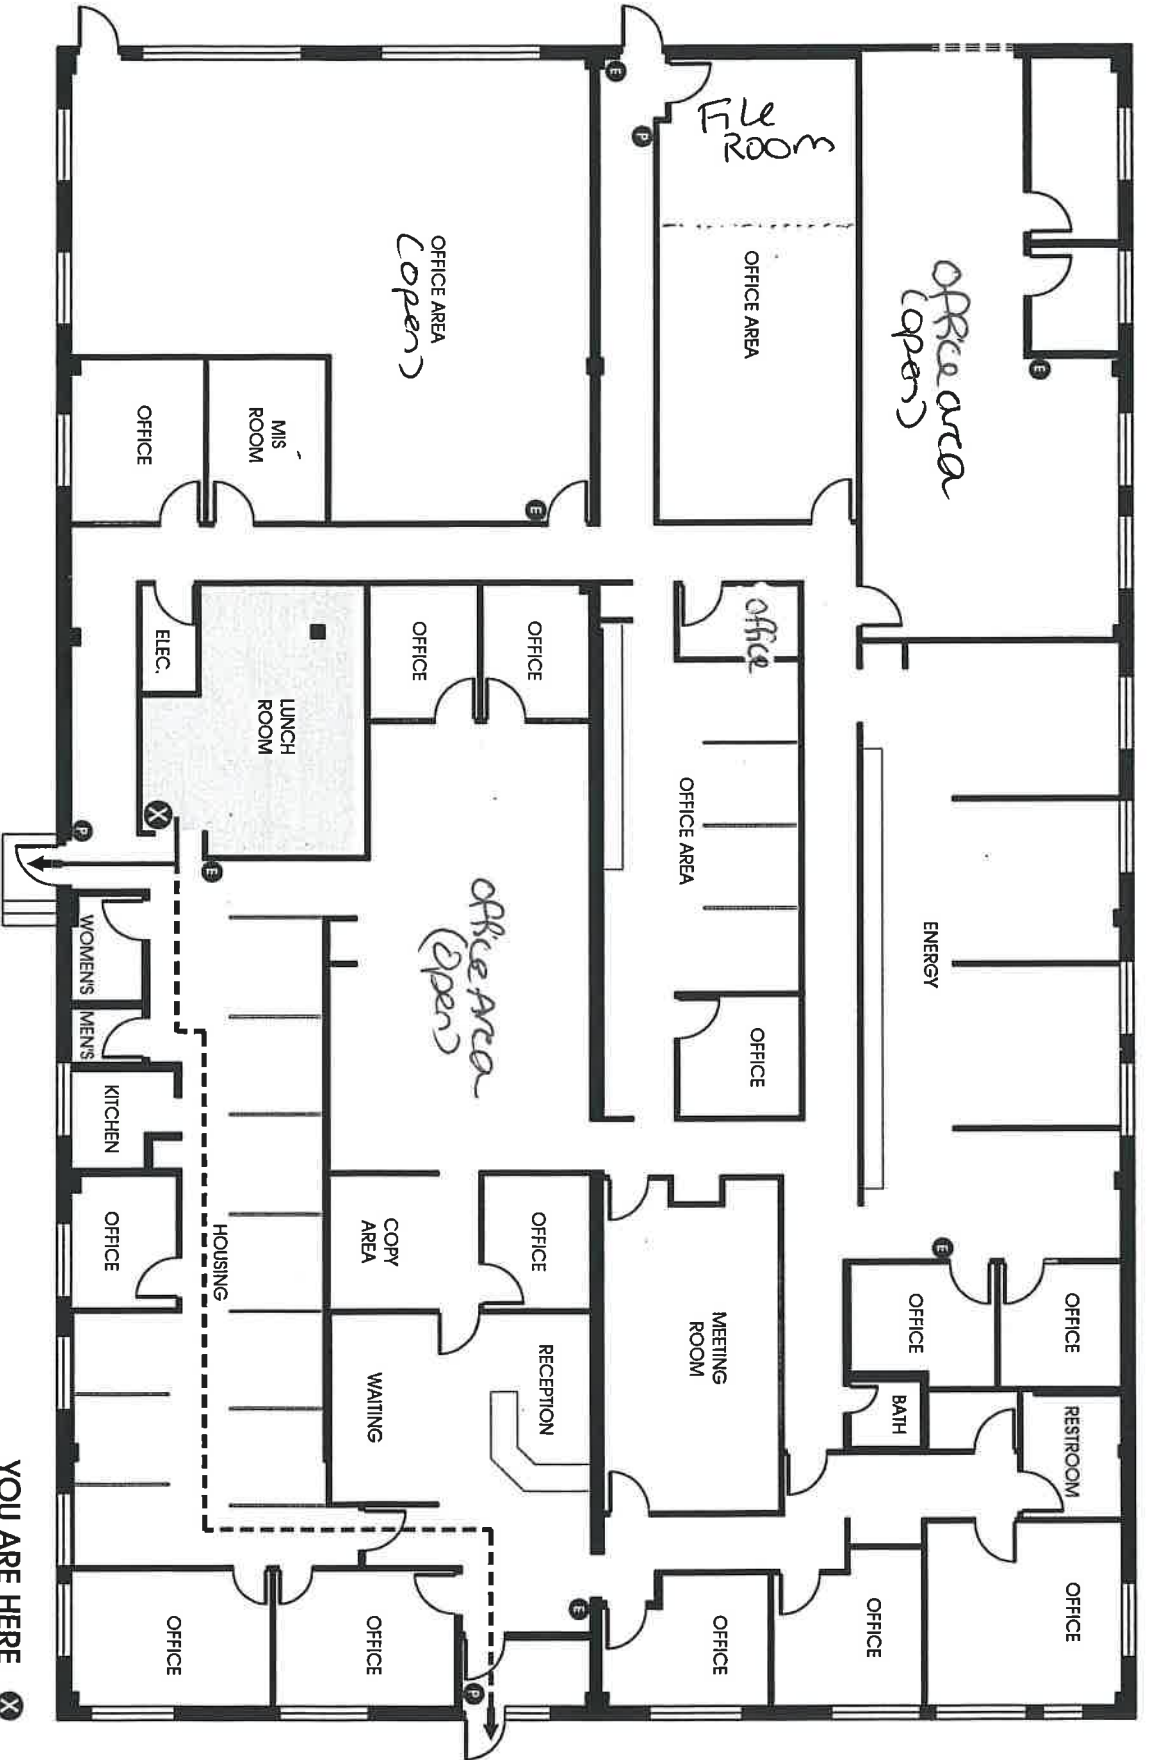 OFFICE
RESTROOM
OFFICE
E
office area
(open)
ENERGY
E
OFFICE
BATH
OFFICE
File
Room
OFFICE AREA
office
OFFICE AREA
OFFICE
MEETING
ROOM
OFFICE
E
P
E
E
OFFICE
OFFICE
RECEPTION
OFFICE AREA
(open)
OFFICE
Office Area
(Open)
COPY
AREA
WAITING
OFFICE
P
MIS
ROOM
LUNCH
ROOM
E
HOUSING
OFFICE
ELEC.
X
OFFICE
P
WOMEN'S
MEN'S
KITCHEN
OFFICE
YOU ARE HERE X